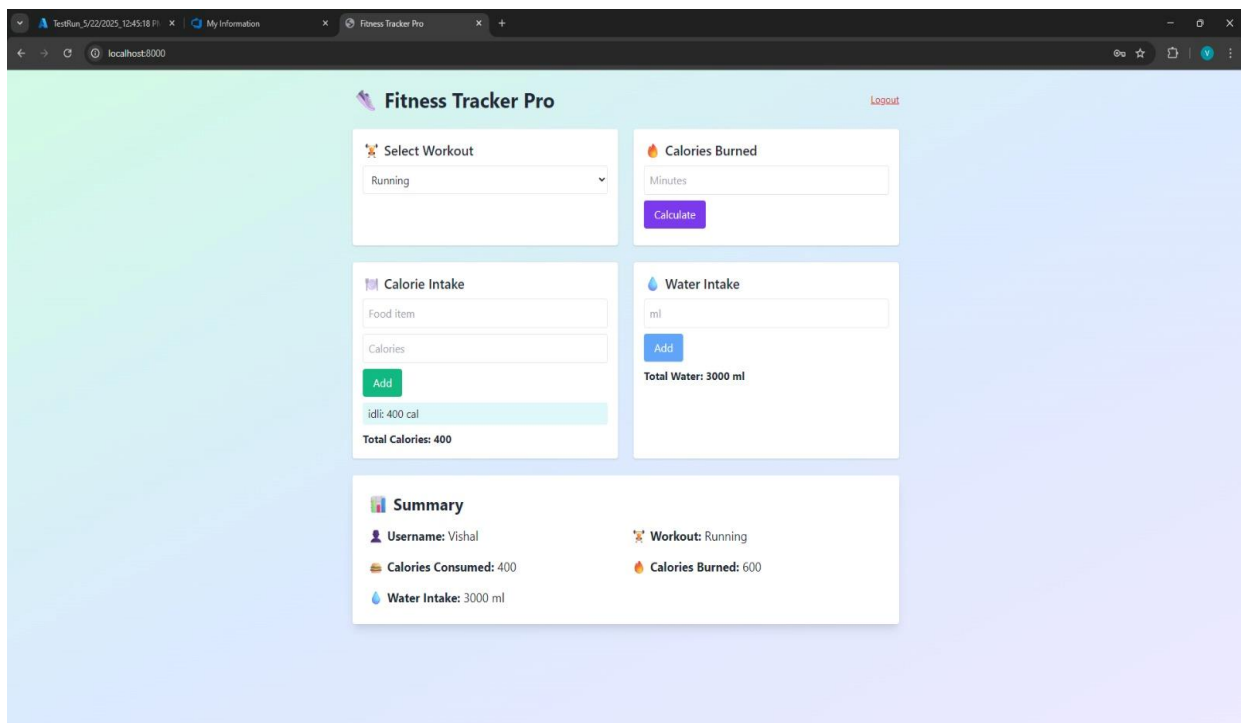 TestRun_5/22/2025_12:45:18 P
My Information
Fitness Tracker Pro
localhost:8000
V
Fitness Tracker Pro
Logout
Select Workout
Running
Calories Burned
Minutes
Calculate
Calorie Intake
Food item
Calories
Add
idli: 400 cal
Total Calories: 400
Water Intake
ml
Add
Total Water: 3000 ml
Summary
Username: Vishal
Workout: Running
Calories Consumed: 400
Calories Burned: 600
Water Intake: 3000 ml